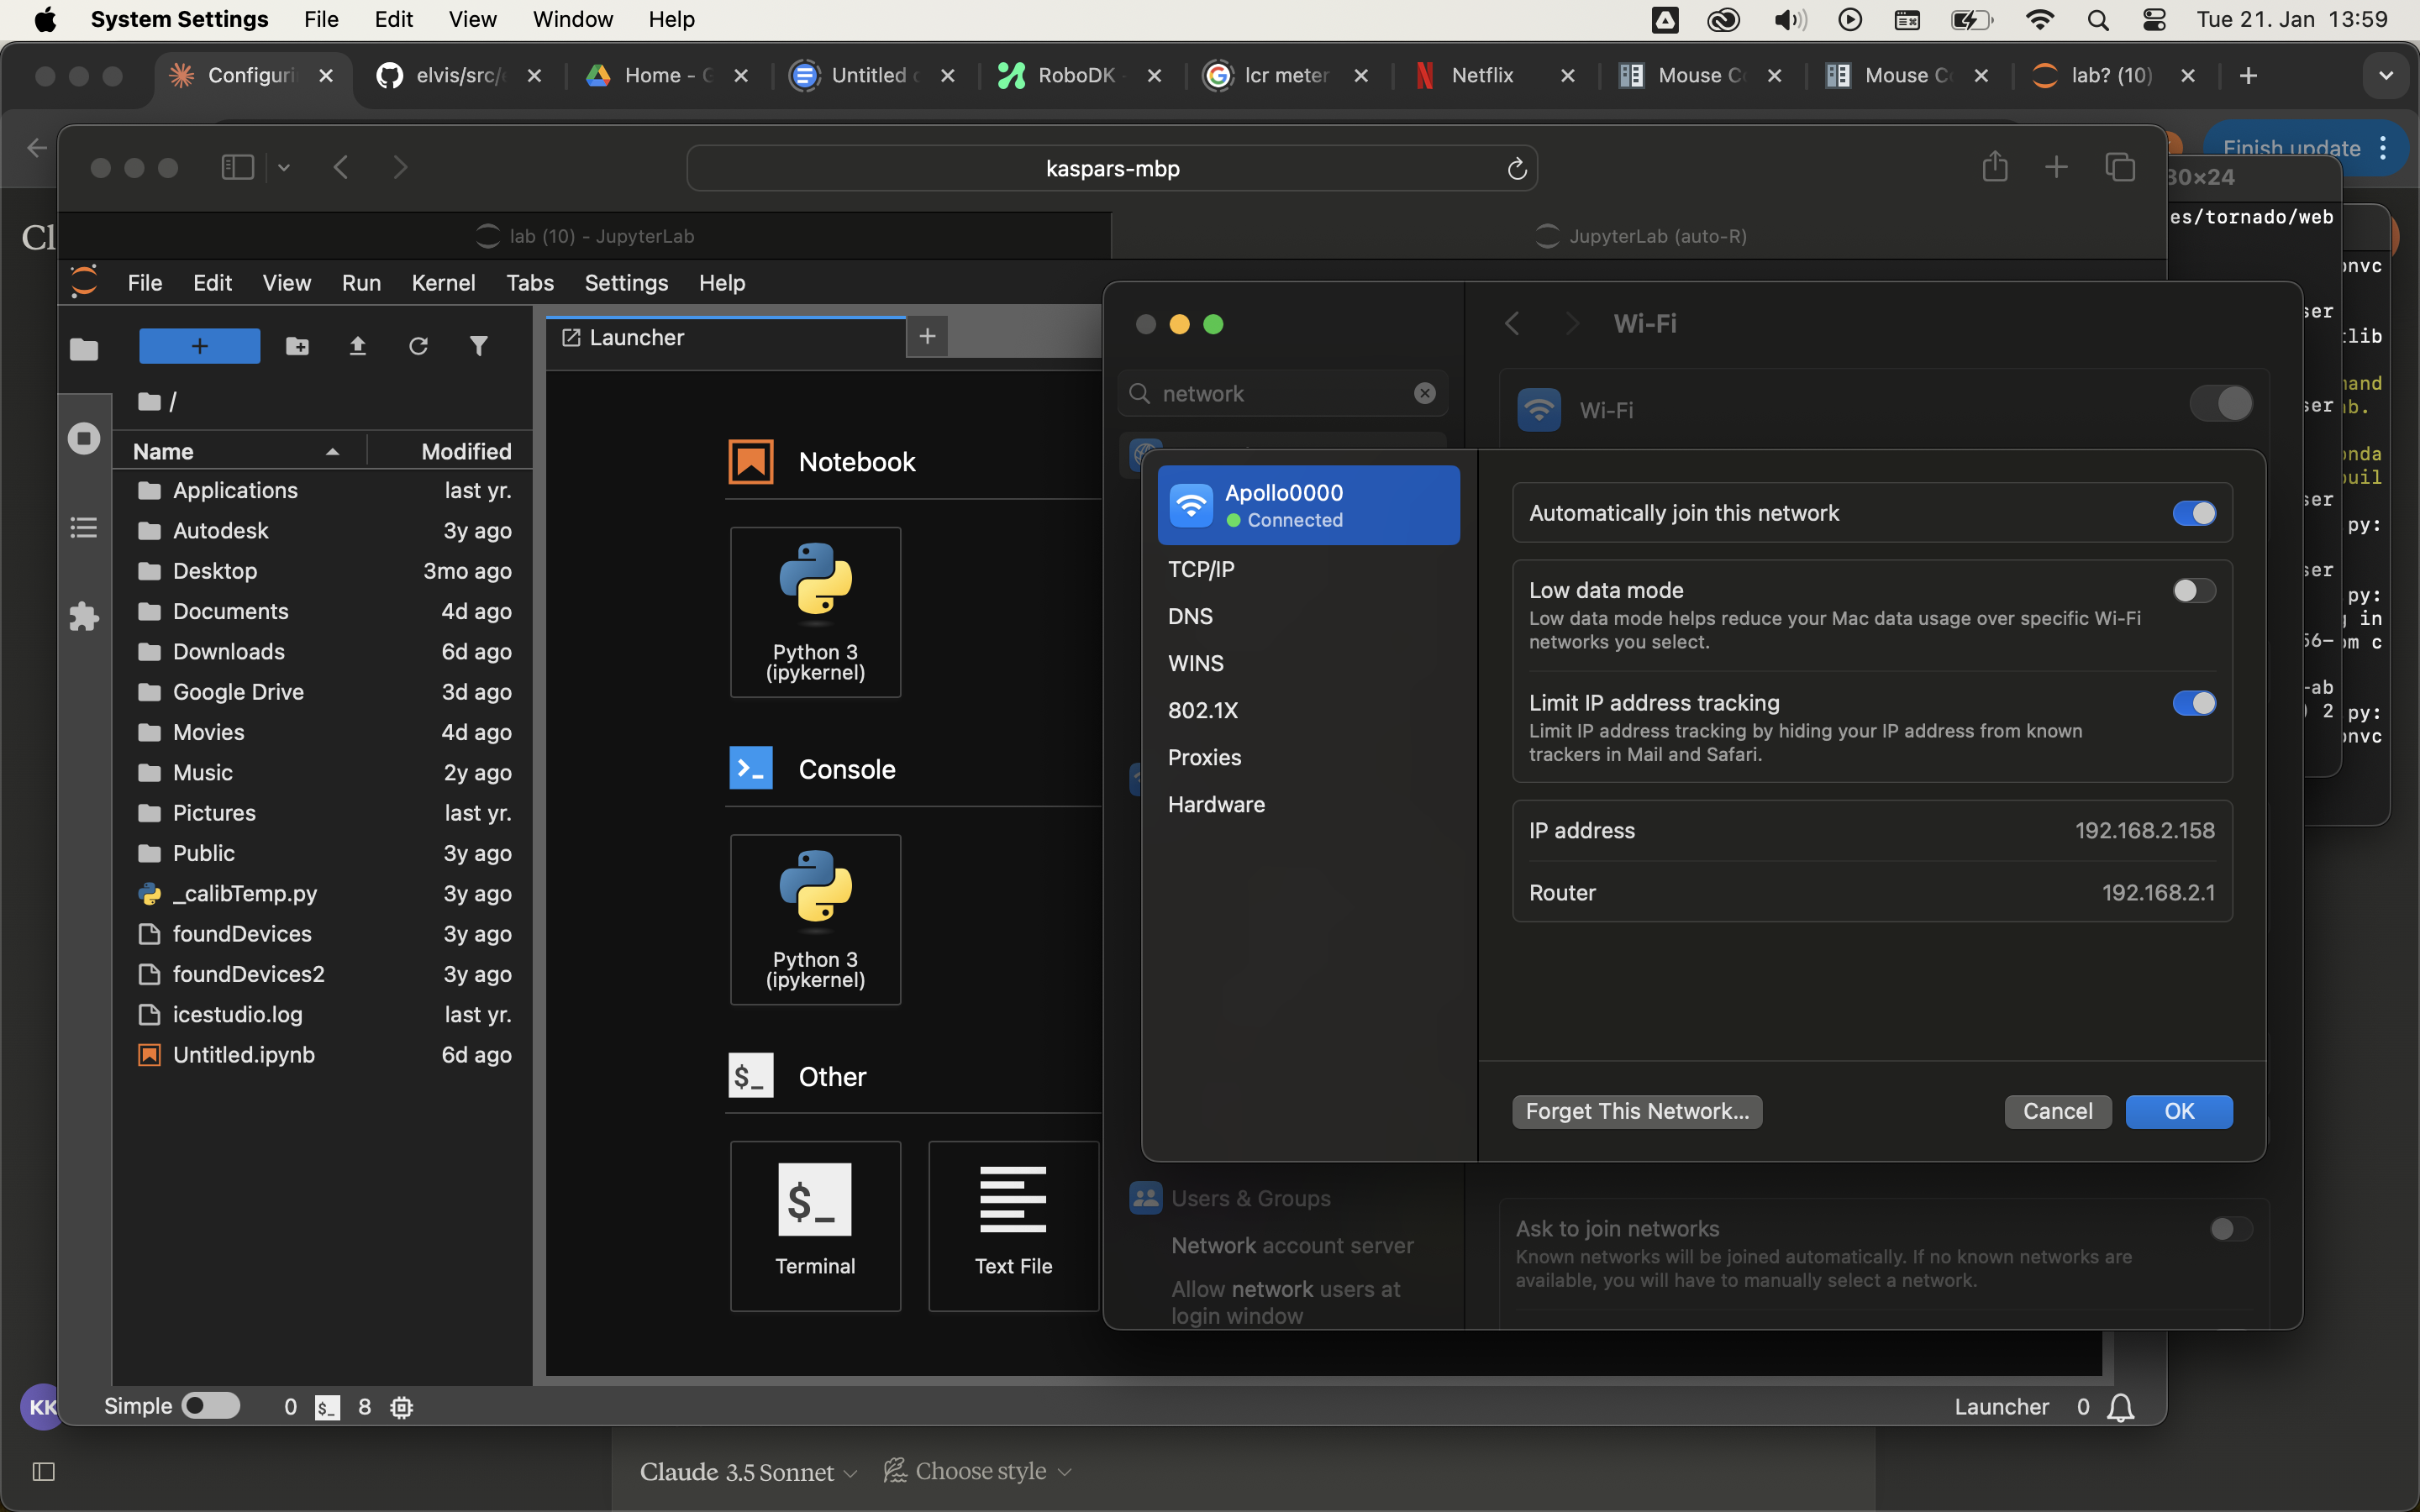 System Settings File Edit View Window Help Tue 21. Jan 13:59
Configuri elvis/src/ Home - G Untitled RoboDK - lcr meter Netflix Mouse Co Mouse Co lab? (10)
Finish update
kaspars-mbp
30×24
es/tornado/web
Cl
lab (10) - JupyterLab JupyterLab (auto-R)
File Edit View Run Kernel Tabs Settings Help
Launcher
/
Name Modified
Applications last yr.
Autodesk 3y ago
Desktop 3mo ago
Documents 4d ago
Downloads 6d ago
Google Drive 3d ago
Movies 4d ago
Music 2y ago
Pictures last yr.
Public 3y ago
_calibTemp.py 3y ago
foundDevices 3y ago
foundDevices2 3y ago
icestudio.log last yr.
Untitled.ipynb 6d ago
Notebook
Python 3
(ipykernel)
Console
Python 3
(ipykernel)
Other
$_
$_
Terminal
Text File
network
Wi-Fi
Wi-Fi
Apollo0000
Connected
TCP/IP
DNS
WINS
802.1X
Proxies
Hardware
Automatically join this network
Low data mode
Low data mode helps reduce your Mac data usage over specific Wi-Fi
networks you select.
Limit IP address tracking
Limit IP address tracking by hiding your IP address from known
trackers in Mail and Safari.
IP address 192.168.2.158
Router 192.168.2.1
Forget This Network... Cancel OK
Users & Groups
Network account server
Allow network users at
login window
Ask to join networks
Known networks will be joined automatically. If no known networks are
available, you will have to manually select a network.
KK
Simple 0 $_ 8
Launcher 0
Claude 3.5 Sonnet Choose style